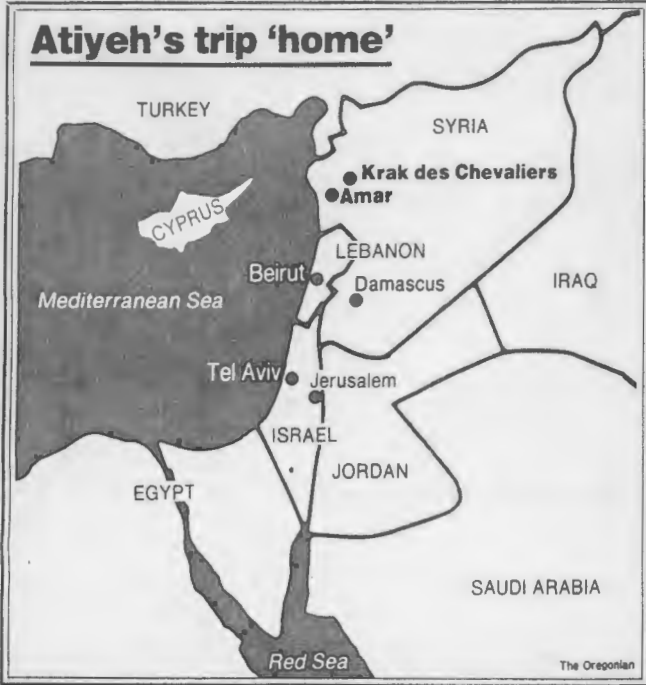 Atiyeh's trip 'home'
TURKEY
SYRIA
Krak des Chevaliers
Amar
CYPRUS
LEBANON
Beirut
Damascus
IRAQ
Mediterranean Sea
Tel Aviv
Jerusalem
ISRAEL
JORDAN
EGYPT
SAUDI ARABIA
Red Sea
The Oregonian